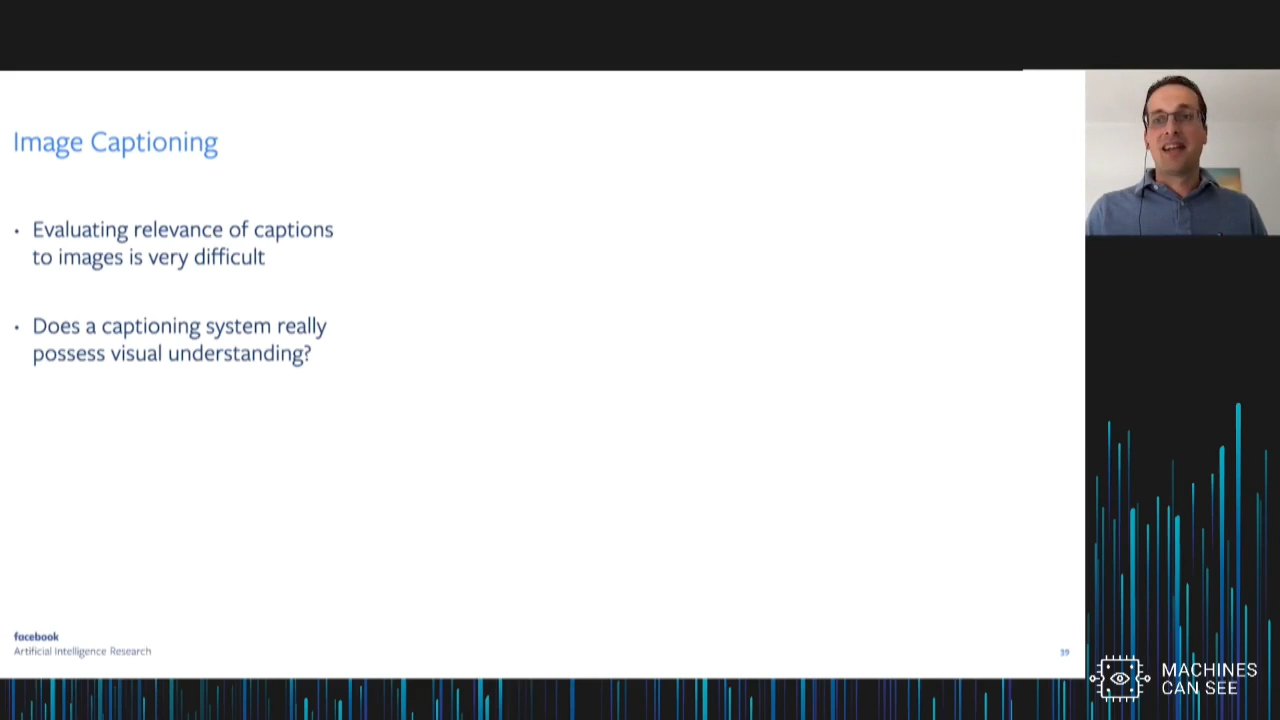 Image Captioning
• Evaluating relevance of captions
to images is very difficult
• Does a captioning system really
possess visual understanding?
facebook
Artificial Intelligence Research
39
MACHINES
CAN SEE